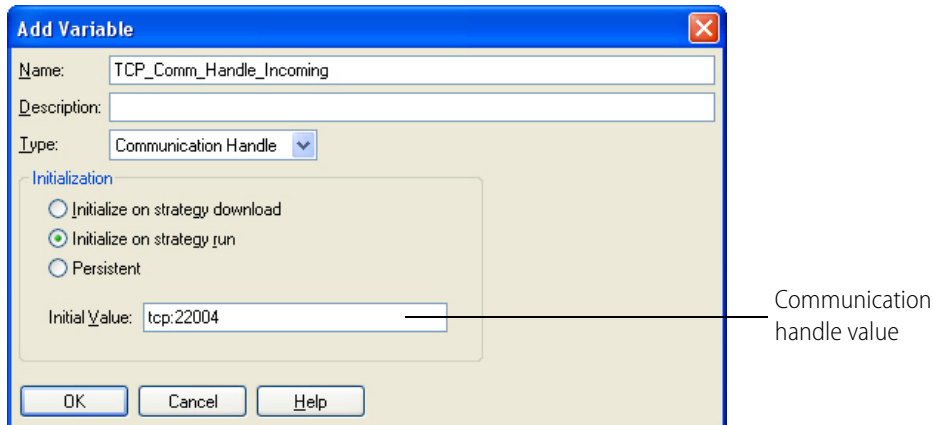 Add Variable
Name: TCP_Comm_Handle_Incoming
Description:
Type: Communication Handle
Initialization
Initialize on strategy download
Initialize on strategy run
Persistent
Initial Value: tcp:22004
Communication
handle value
OK Cancel Help